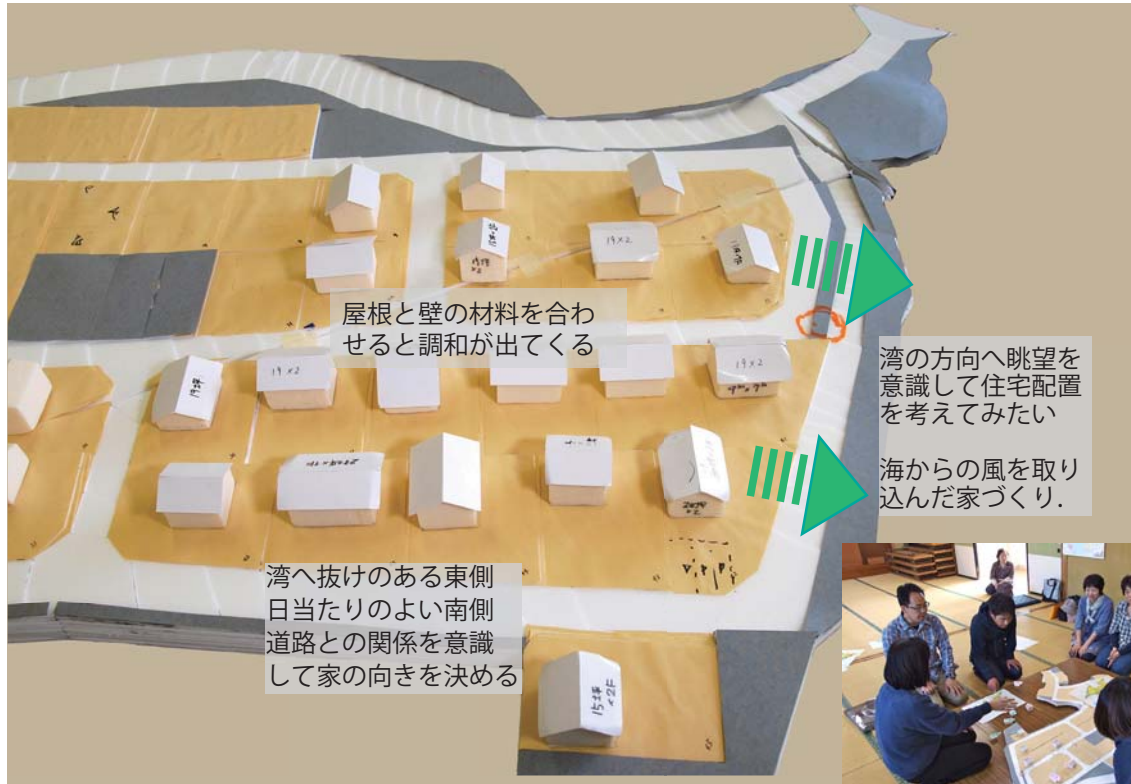 19×2
屋根と壁の材料を合わ
せると調和が出てくる
湾の方向へ眺望を
意識して住宅配置
を考えてみたい
海からの風を取り
込んだ家づくり.
19×2
19×2
湾へ抜けのある東側
日当たりのよい南側
道路との関係を意識
して家の向きを決める
15坪
×2F